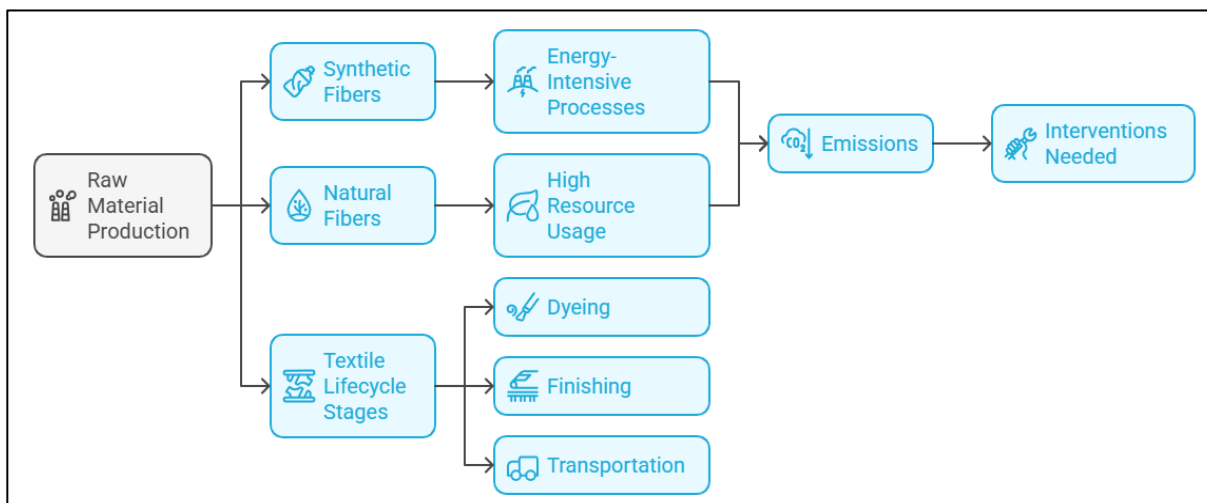 Raw
Material
Production
Synthetic
Fibers
Energy-
Intensive
Processes
Natural
Fibers
High
Resource
Usage
CO₂
Emissions
Interventions
Needed
Textile
Lifecycle
Stages
Dyeing
Finishing
Transportation